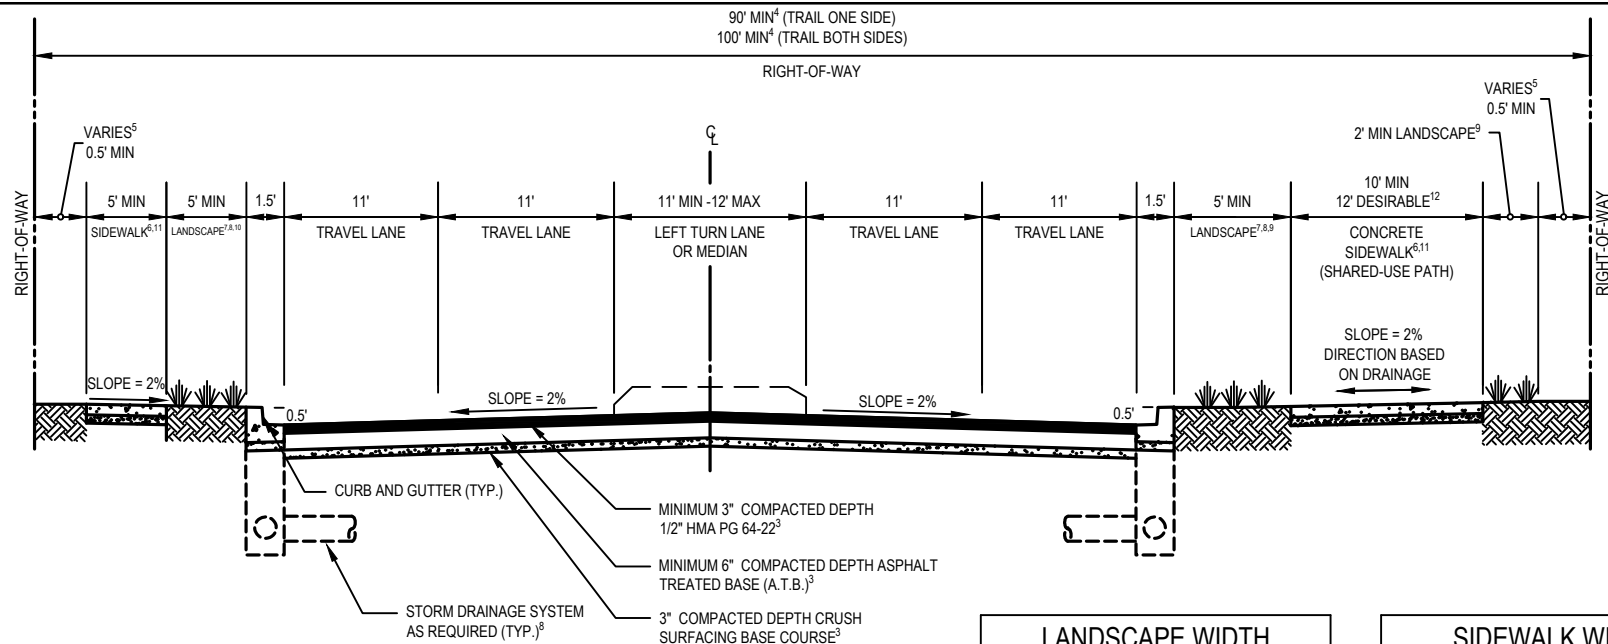 90' MIN4 (TRAIL ONE SIDE)
100' MIN4 (TRAIL BOTH SIDES)
RIGHT-OF-WAY
VARIES5
0.5' MIN
VARIES5
0.5' MIN
2' MIN LANDSCAPE9
CL
RIGHT-OF-WAY
5' MIN
SIDEWALK6,11
5' MIN
LANDSCAPE7,8,10
1.5'
11'
TRAVEL LANE
11'
TRAVEL LANE
11' MIN -12' MAX
LEFT TURN LANE
OR MEDIAN
11'
TRAVEL LANE
11'
TRAVEL LANE
1.5'
5' MIN
LANDSCAPE7,8,9
10' MIN
12' DESIRABLE12
CONCRETE
SIDEWALK6,11
(SHARED-USE PATH)
RIGHT-OF-WAY
SLOPE = 2%
0.5'
SLOPE = 2%
SLOPE = 2%
0.5'
SLOPE = 2%
DIRECTION BASED
ON DRAINAGE
CURB AND GUTTER (TYP.)
MINIMUM 3" COMPACTED DEPTH
1/2" HMA PG 64-223
MINIMUM 6" COMPACTED DEPTH ASPHALT
TREATED BASE (A.T.B.)3
STORM DRAINAGE SYSTEM
AS REQUIRED (TYP.)8
3" COMPACTED DEPTH CRUSH
SURFACING BASE COURSE3
LANDSCAPE WIDTH
SIDEWALK